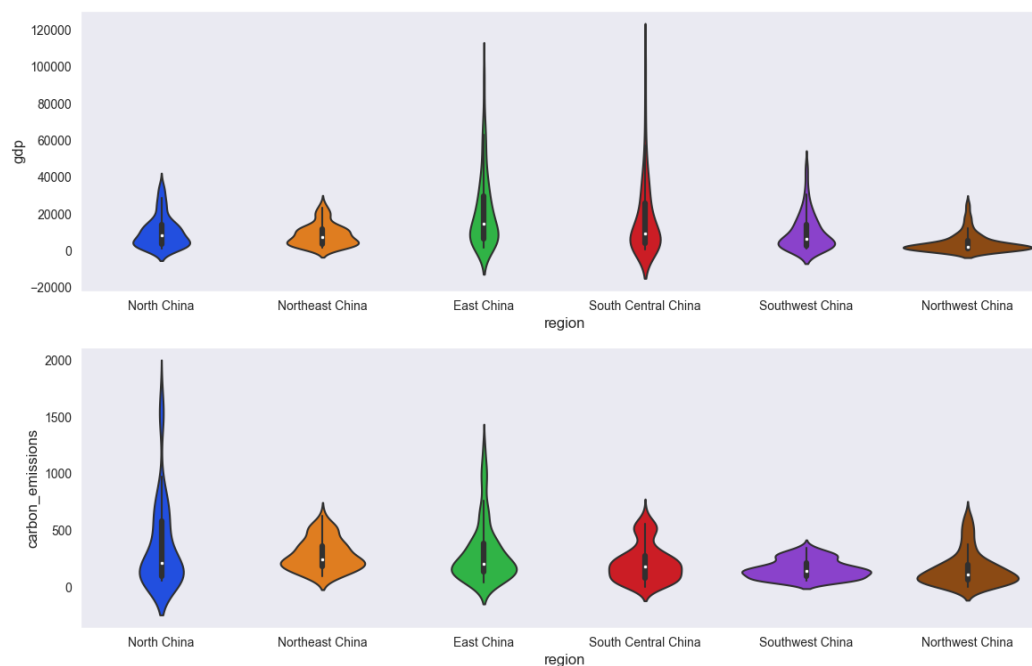 120000
100000
80000
60000
40000
20000
0
−20000
gdp
North China Northeast China East China South Central China Southwest China Northwest China
region
2000
1500
1000
500
0
carbon_emissions
North China Northeast China East China South Central China Southwest China Northwest China
region